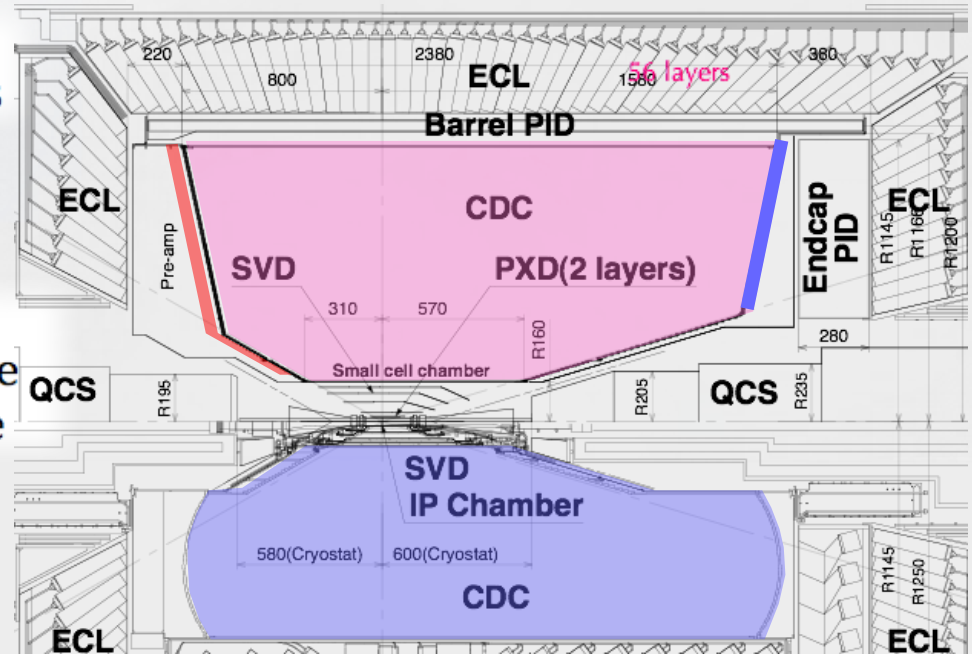 220
2380
380
800
ECL
1580
56 layers
Barrel PID
ECL
Pre-amp
CDC
Endcap
PID
ECL
R1145
R1166
R1200
SVD
PXD(2 layers)
310
570
R160
280
Small cell chamber
e
QCS
R195
R205
QCS
R235
e
SVD
IP Chamber
580(Cryostat)
600(Cryostat)
CDC
R1145
R1250
ECL
ECL